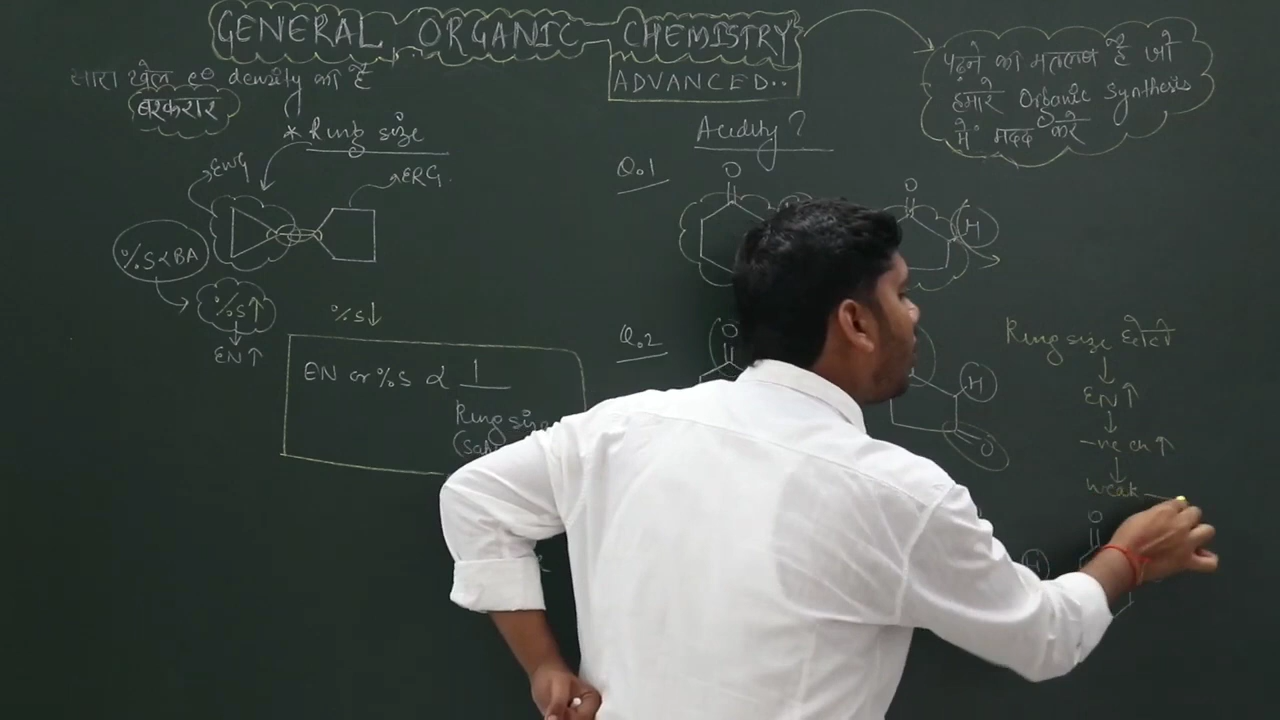 GENERAL ORGANIC CHEMISTRY
ADVANCED..
सारा खेल e⊖ density का है
बरकरार
पढ़ने का मतलब है जो
हमारे Organic Synthesis
में मदद करे
* Ring size
EWG
ERG.
%S∝BA
%S↑
EN↑
%S↓
EN or %S ∝ 1
Ring size
Acidity ?
Q.1
O
O
H
Q.2
O
H
O
Ring size
EN↑
-ve ch↑
weak
O
H